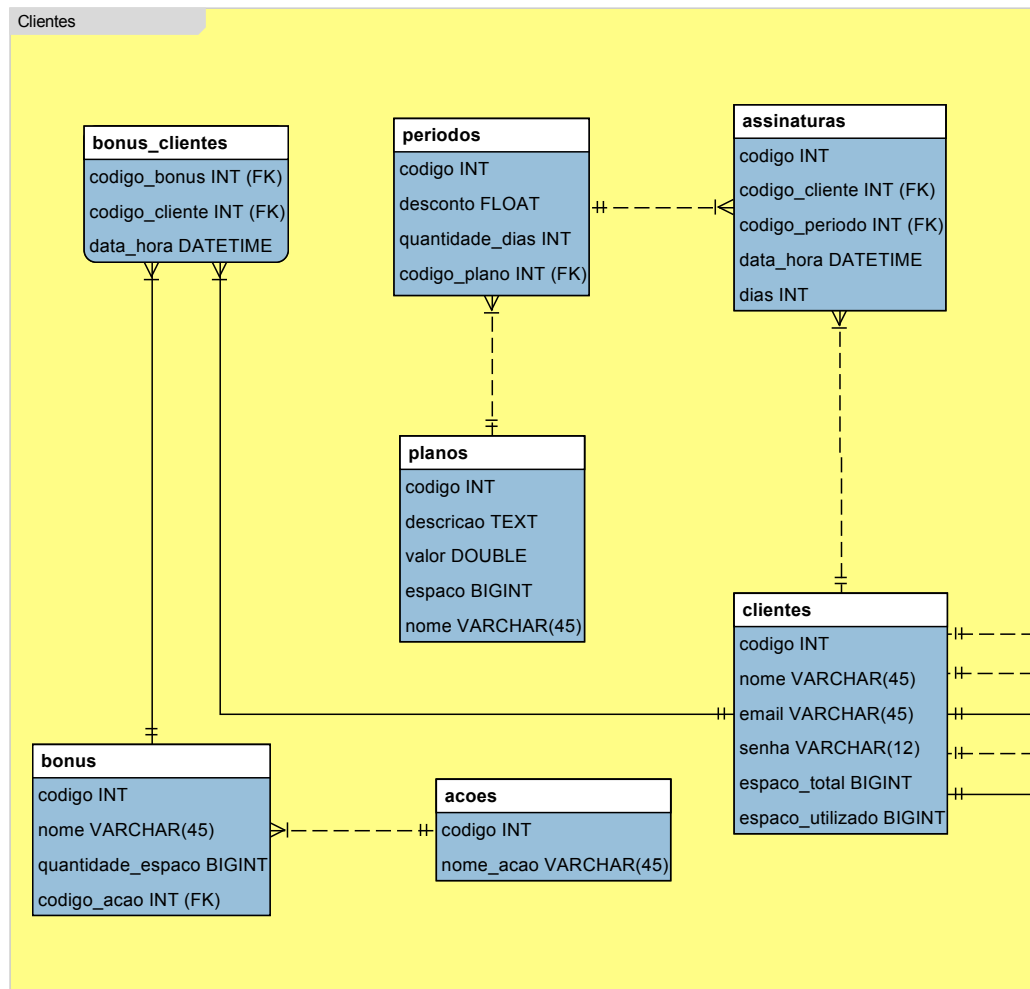 Clientes
bonus_clientes
codigo_bonus INT (FK)
codigo_cliente INT (FK)
data_hora DATETIME
periodos
codigo INT
desconto FLOAT
quantidade_dias INT
codigo_plano INT (FK)
assinaturas
codigo INT
codigo_cliente INT (FK)
codigo_periodo INT (FK)
data_hora DATETIME
dias INT
planos
codigo INT
descricao TEXT
valor DOUBLE
espaco BIGINT
nome VARCHAR(45)
clientes
codigo INT
nome VARCHAR(45)
email VARCHAR(45)
senha VARCHAR(12)
espaco_total BIGINT
espaco_utilizado BIGINT
bonus
codigo INT
nome VARCHAR(45)
quantidade_espaco BIGINT
codigo_acao INT (FK)
acoes
codigo INT
nome_acao VARCHAR(45)